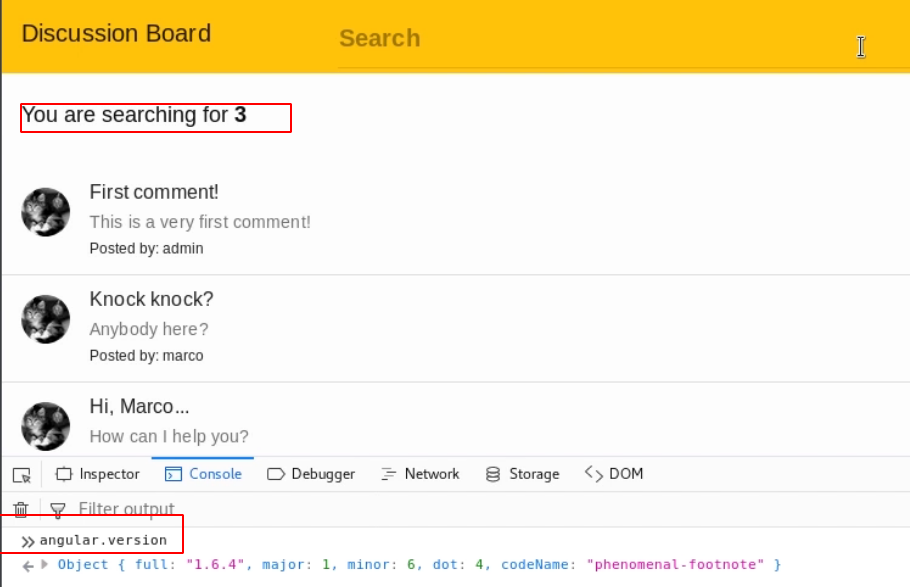 Discussion Board
Search
You are searching for 3
First comment!
This is a very first comment!
Posted by: admin
Knock knock?
Anybody here?
Posted by: marco
Hi, Marco...
How can I help you?
Inspector Console Debugger Network Storage DOM
Filter output
angular.version
Object { full: "1.6.4", major: 1, minor: 6, dot: 4, codeName: "phenomenal-footnote" }